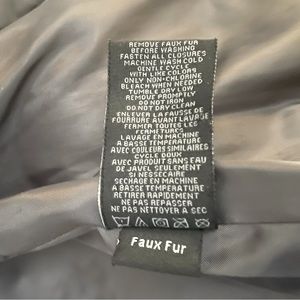 REMOVE FAUX FUR
BEFORE WASHING
FASTEN ALL CLOSURES
MACHINE WASH COLD
GENTLE CYCLE
WITH LIKE COLORS
ONLY NON-CHLORINE
BLEACH WHEN NEEDED
TUMBLE DRY LOW
REMOVE PROMPTLY
DO NOT IRON
DO NOT DRY CLEAN
ENLEVER LA FAUSSE DE
FOURRURE AVANT LAVAGE
FERMER TOUTES LES
FERMETURES
LAVAGE EN MACHINE
A BASSE TEMPÉRATURE
AVEC COULEURS SIMILAIRES
CYCLE DOUX
AVEC PRODUIT SANS EAU
DE JAVEL SEULEMENT
SI NECESSAIRE
SECHAGE EN MACHINE
A BASSE TEMPERATURE
RETIRER RAPIDEMENT
NE PAS REPASSER
NE PAS NETTOYER A SEC
Faux Fur